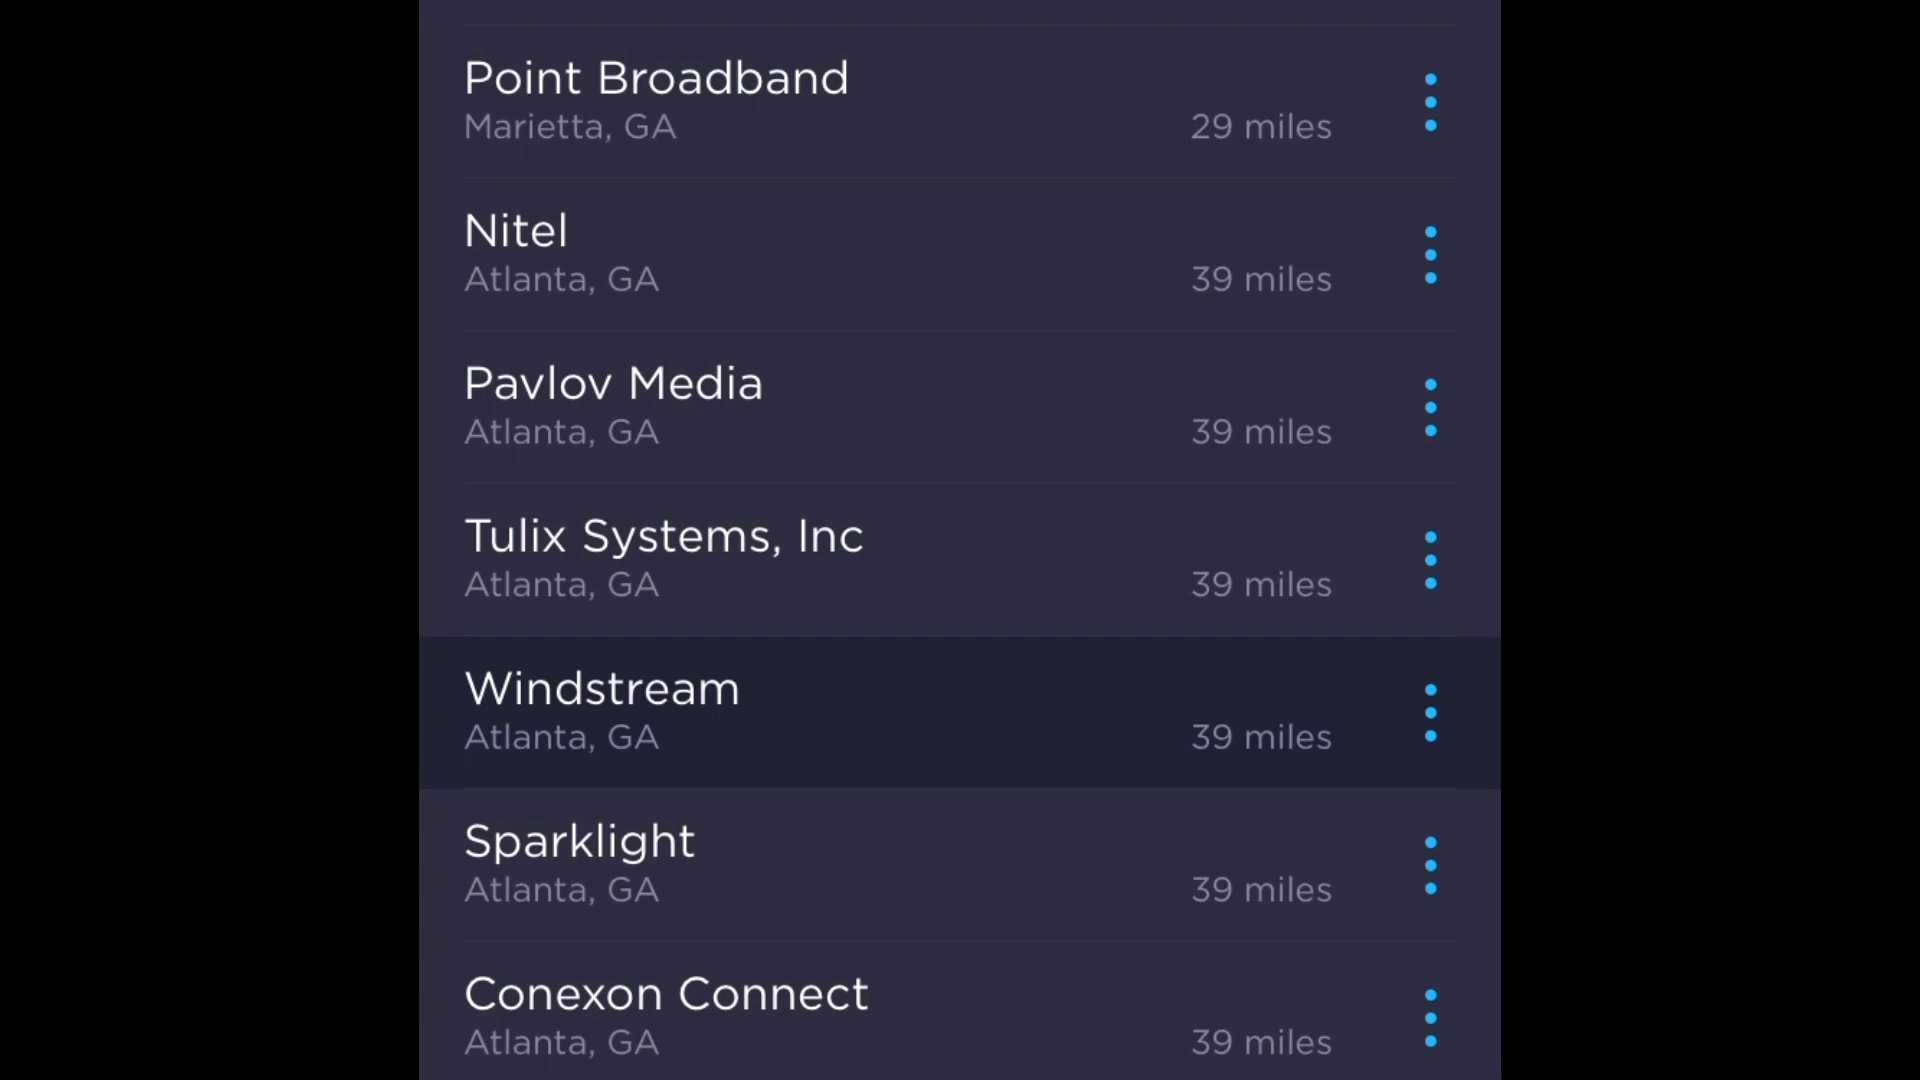 Point Broadband
Marietta, GA 29 miles
Nitel
Atlanta, GA 39 miles
Pavlov Media
Atlanta, GA 39 miles
Tulix Systems, Inc
Atlanta, GA 39 miles
Windstream
Atlanta, GA 39 miles
Sparklight
Atlanta, GA 39 miles
Conexon Connect
Atlanta, GA 39 miles